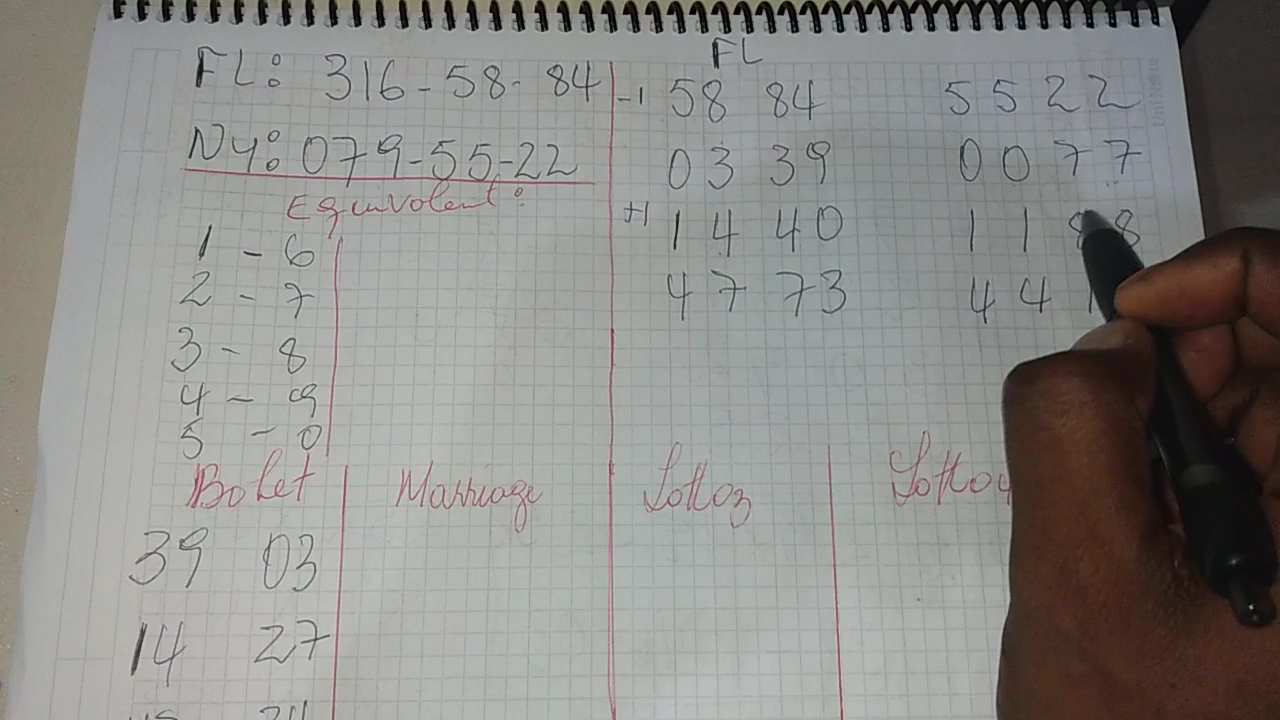 FL
FL: 316-58-84
-1 58 84
5522
NY: 079-55-22
03 39
0077
Equivalent:
+1 14 40
1188
1 - 6
2 - 7
47 73
44
3 - 8
4 - 9
5 - 0
Bolet
Marriage
Lotto3
Lotto4
39 03
14 27